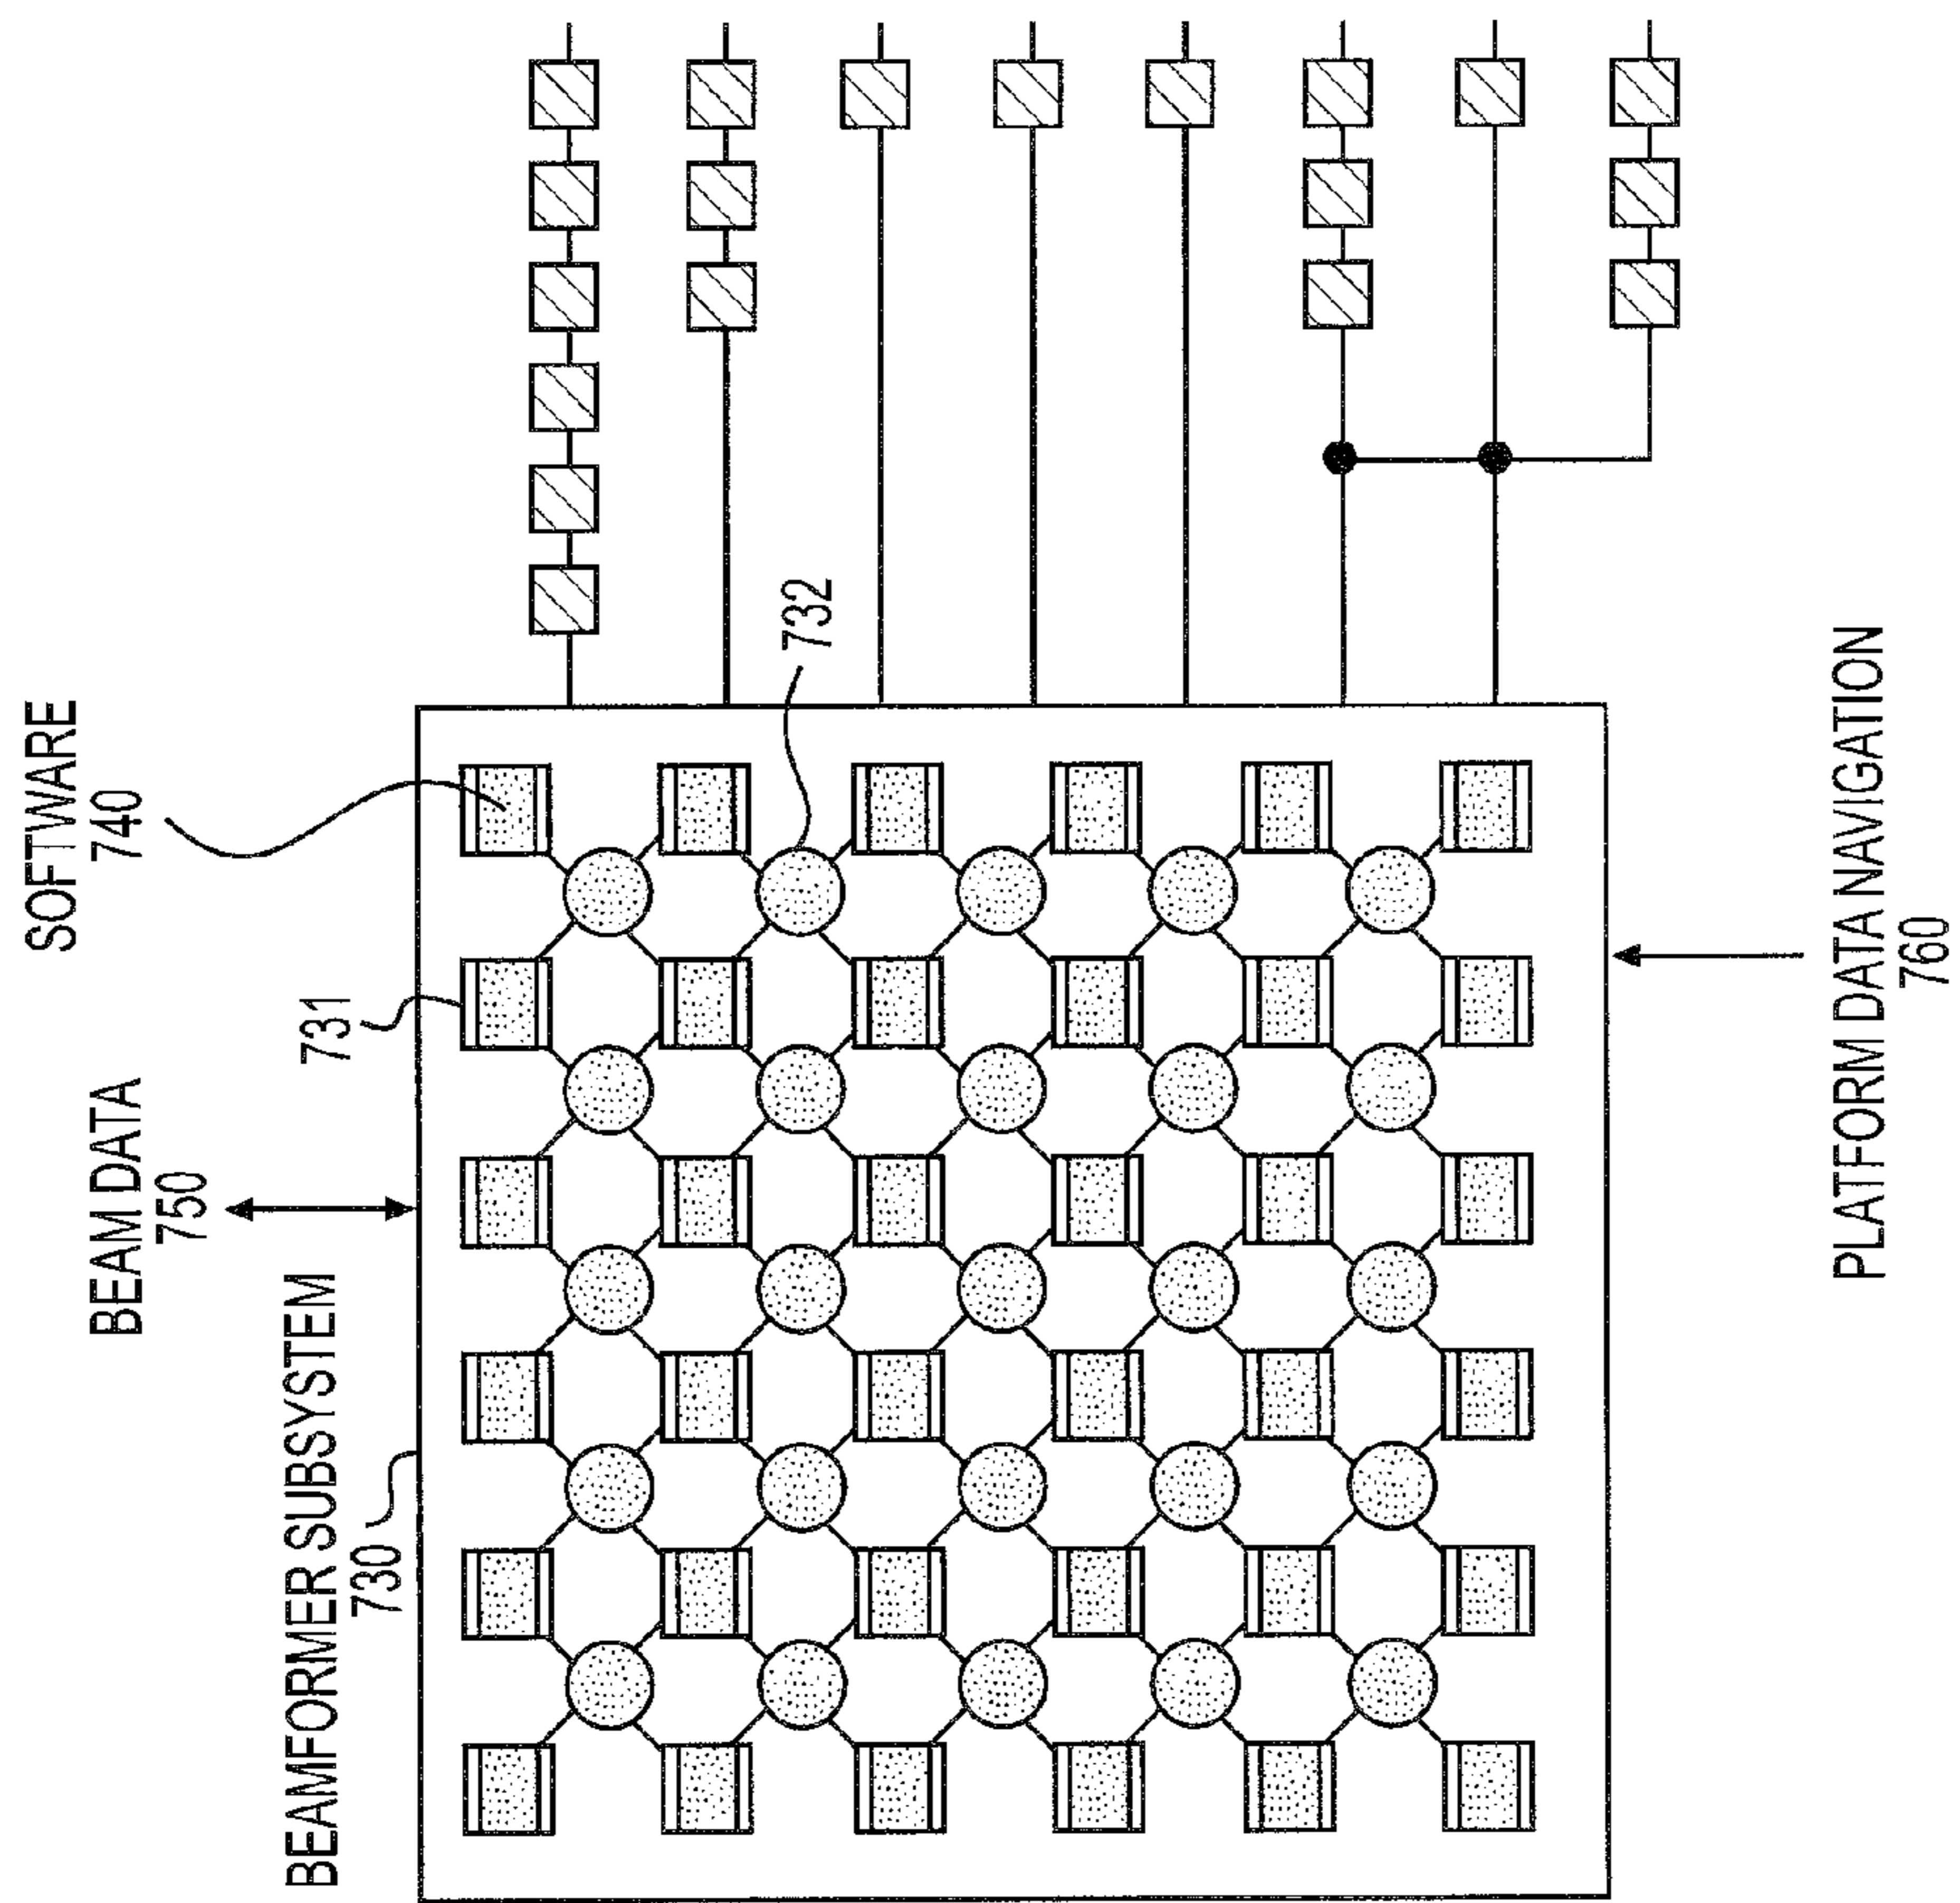 SOFTWARE
740
BEAM DATA
750
731
BEAMFORMER SUBSYSTEM
730
732
PLATFORM DATA NAVIGATION
760